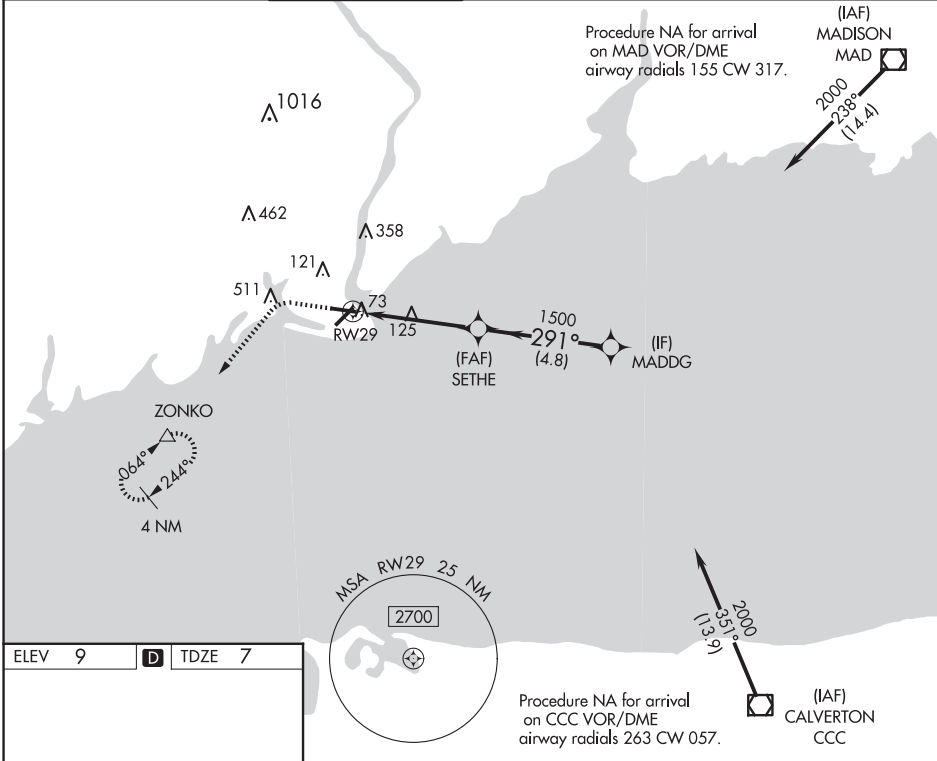 (IAF)
MADISON
MAD
Procedure NA for arrival
on MAD VOR/DME
airway radials 155 CW 317.
2000
238°
(14.4)
1016
462
358
121
511
73
125
RW29
1500
291°
(4.8)
(IF)
MADDG
(FAF)
SETHE
ZONKO
064°
244°
4 NM
MSA RW29 25 NM
2700
2000
351°
(13.9)
ELEV 9
D
TDZE 7
Procedure NA for arrival
on CCC VOR/DME
airway radials 263 CW 057.
(IAF)
CALVERTON
CCC